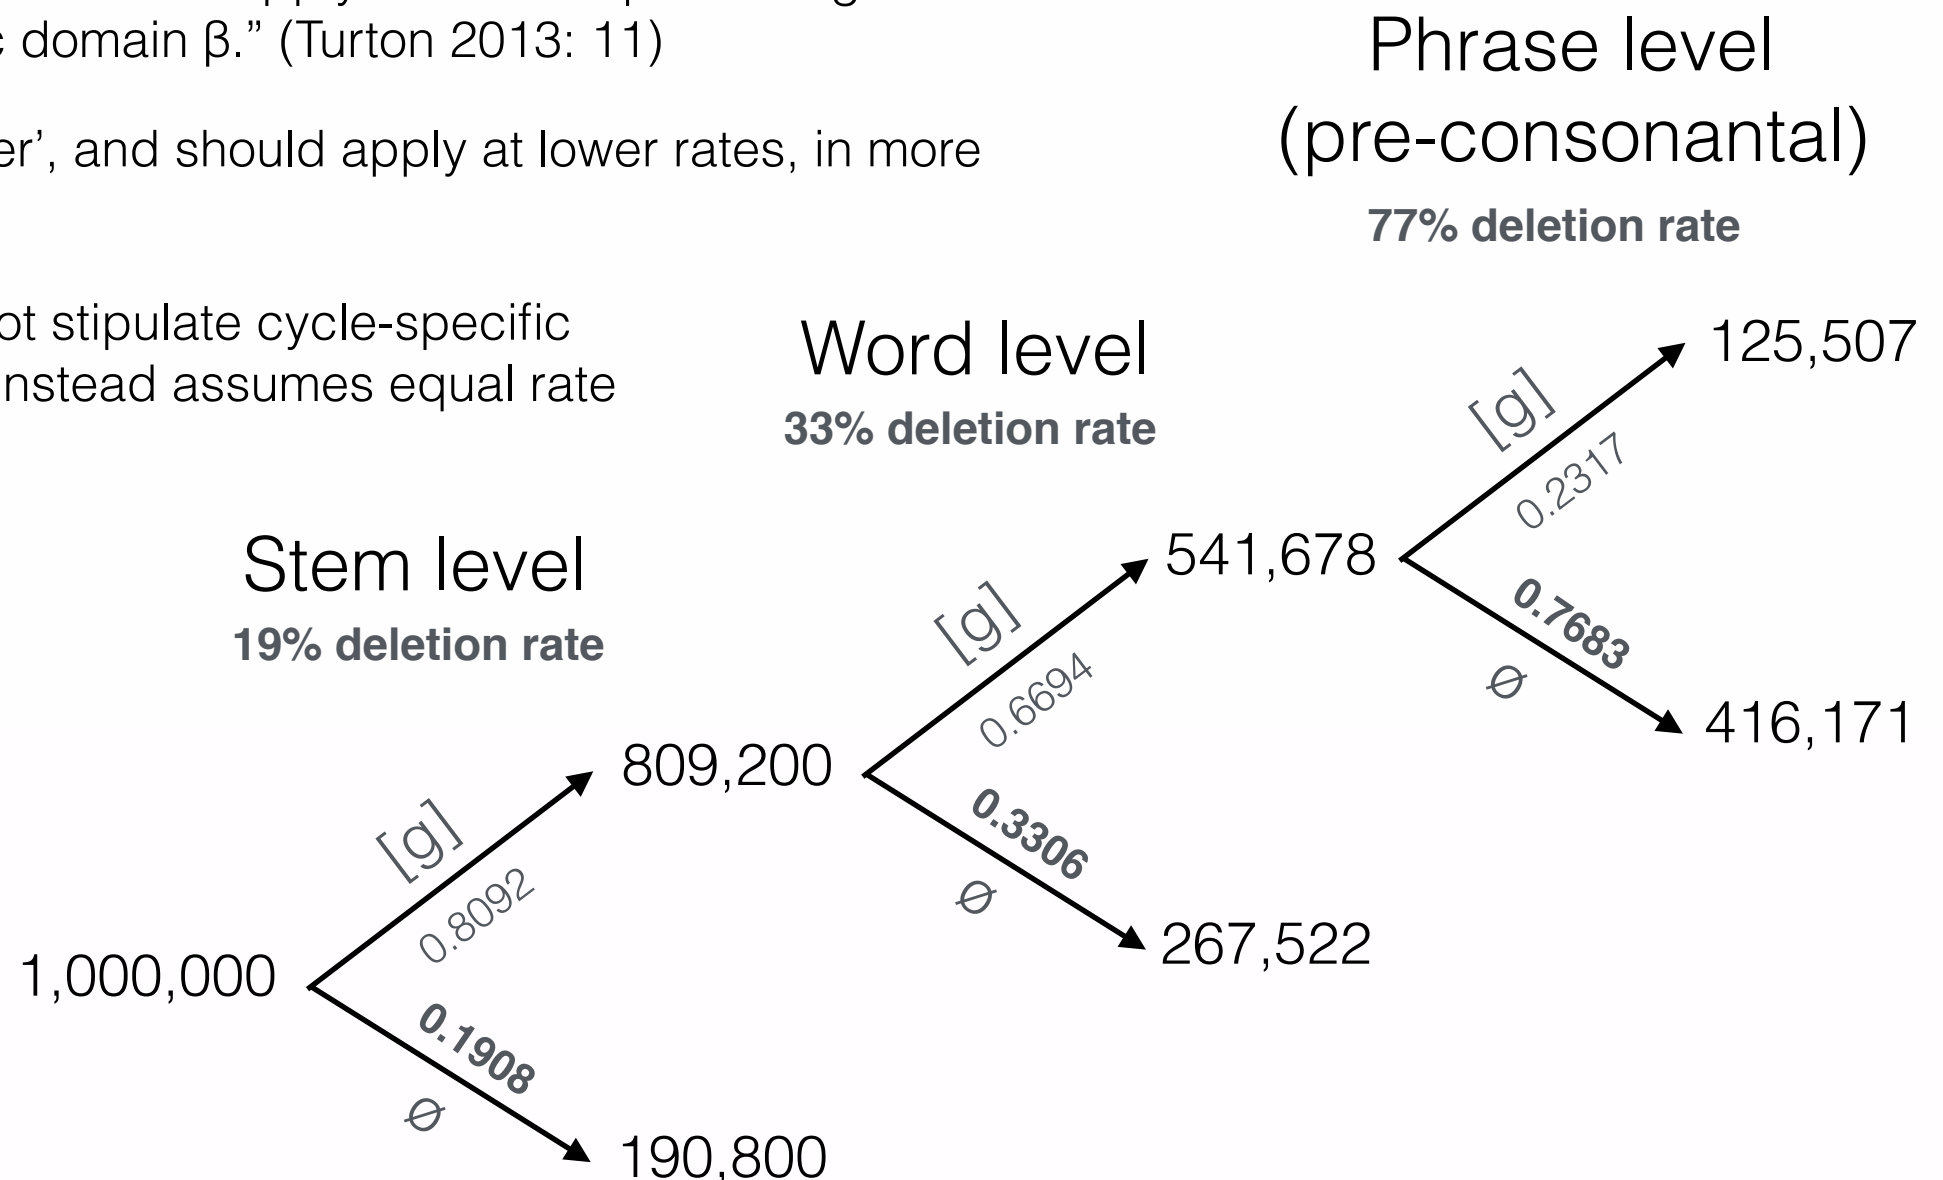 domain β.” (Turton 2013: 11)
er’, and should apply at lower rates, in more
ot stipulate cycle-specific
nstead assumes equal rate
Phrase level
(pre-consonantal)
77% deletion rate
Word level
33% deletion rate
Stem level
19% deletion rate
125,507
[g]
0.2317
541,678
0.7683
∅
416,171
[g]
0.6694
809,200
0.3306
∅
267,522
[g]
0.8092
1,000,000
0.1908
∅
190,800